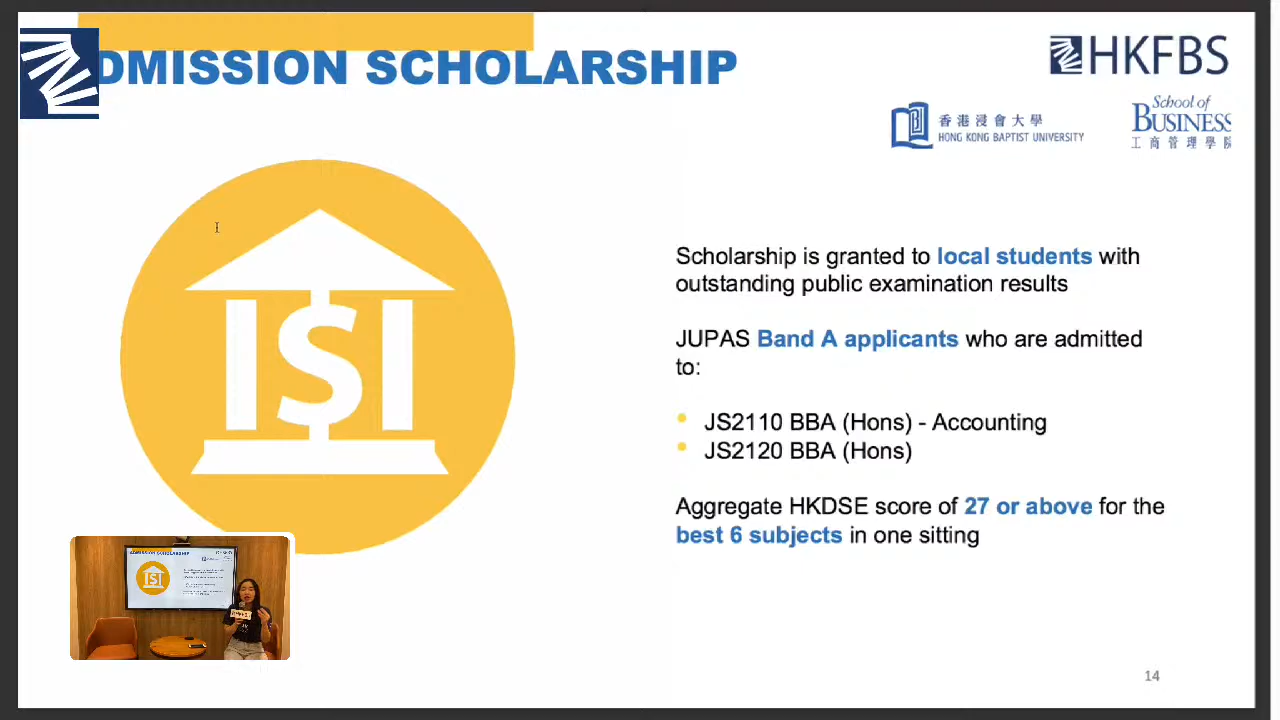 DMISSION SCHOLARSHIP
HKFBS
香港浸會大學
HONG KONG BAPTIST UNIVERSITY
School of
BUSINESS
工商管理學院
Scholarship is granted to local students with
outstanding public examination results
JUPAS Band A applicants who are admitted
to:
JS2110 BBA (Hons) - Accounting
JS2120 BBA (Hons)
Aggregate HKDSE score of 27 or above for the
best 6 subjects in one sitting
ADMISSION SCHOLARSHIP
14